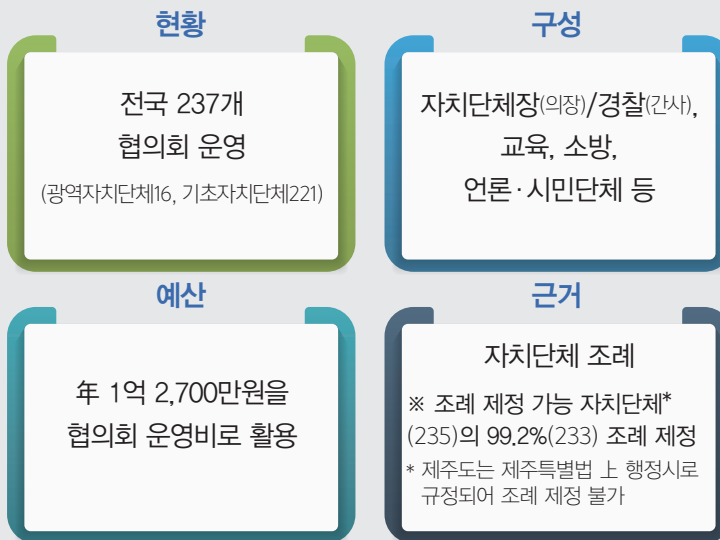 현황
전국 237개
협의회 운영
(광역자치단체16, 기초자치단체221)
구성
자치단체장(의장)/경찰(간사),
교육, 소방,
언론·시민단체 등
예산
年 1억 2,700만원을
협의회 운영비로 활용
근거
자치단체 조례
※ 조례 제정 가능 자치단체*
(235)의 99.2%(233) 조례 제정
* 제주도는 제주특별법 上 행정시로
규정되어 조례 제정 불가